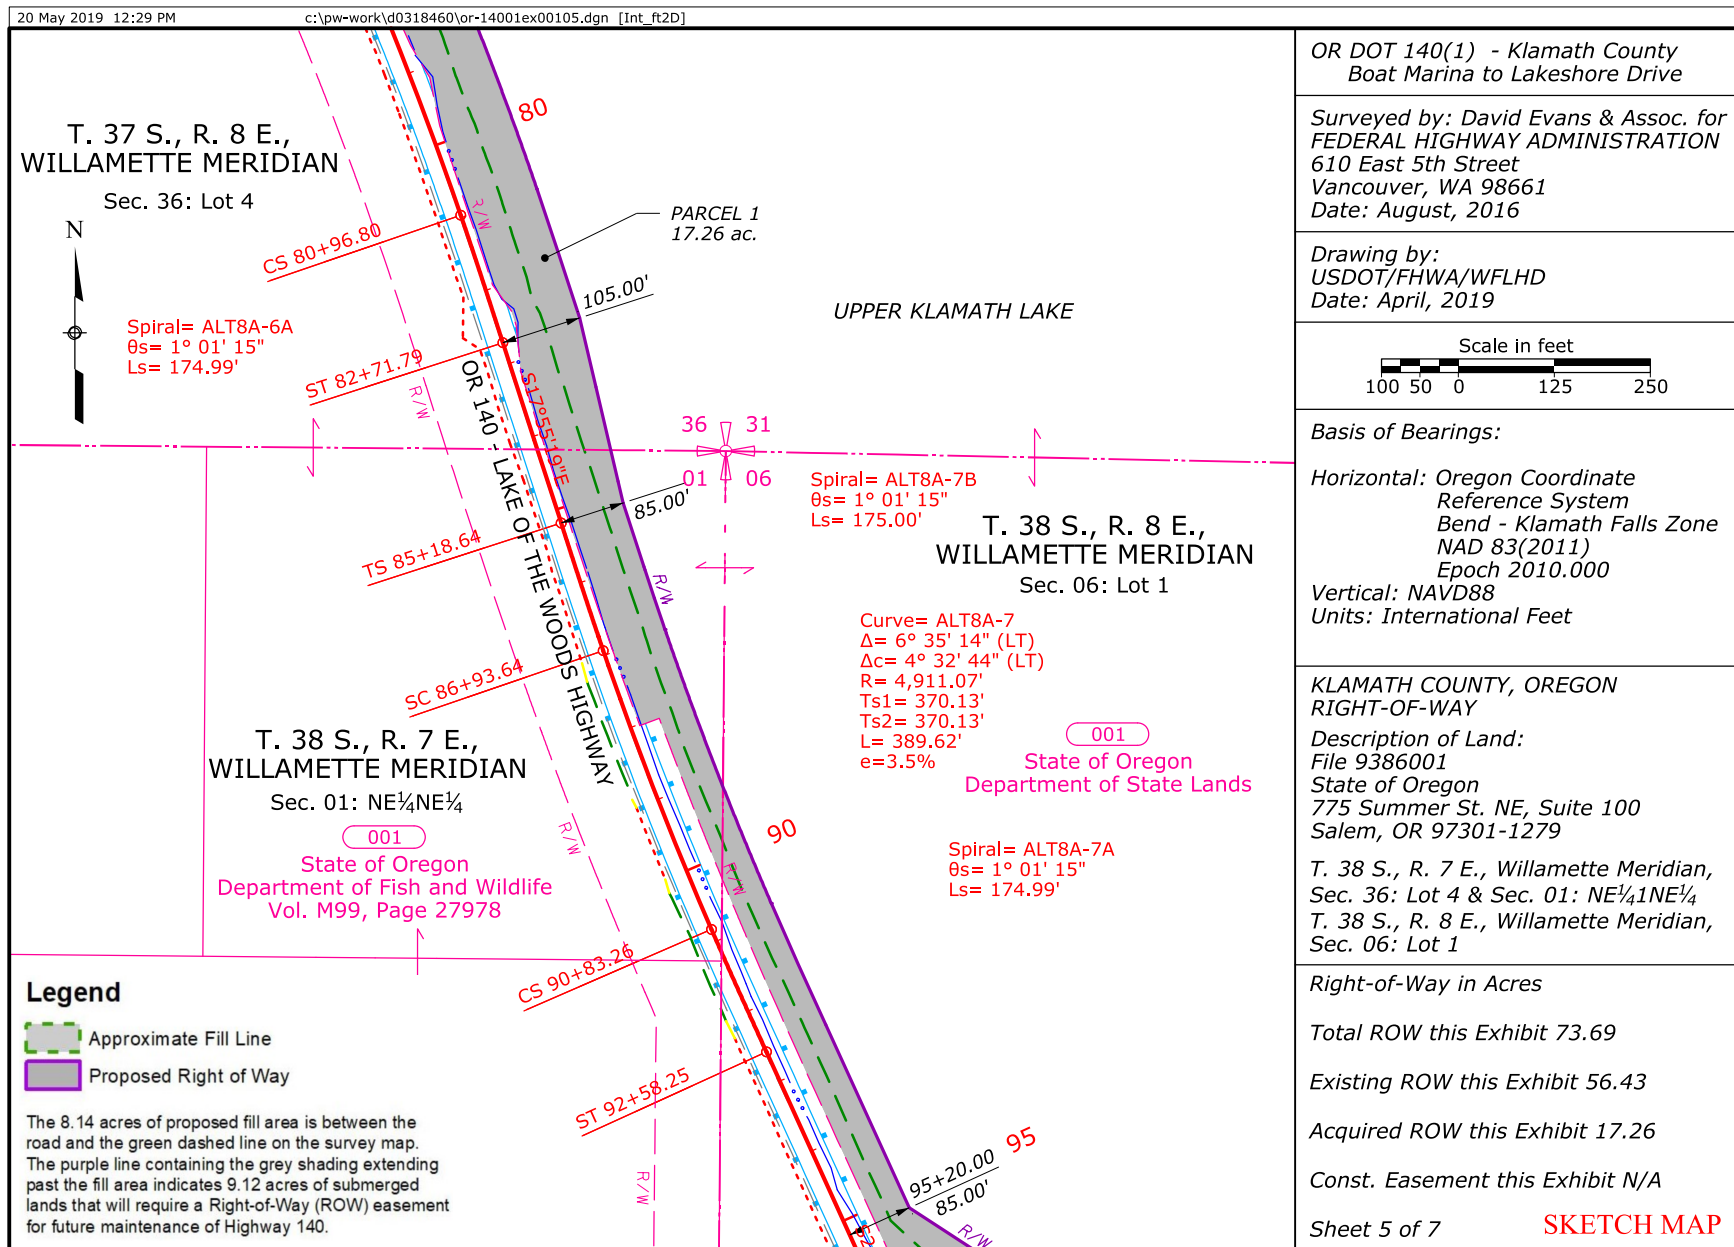 20 May 2019 12:29 PM
c:\pw-work\d0318460\or-14001ex00105.dgn [Int_ft2D]
T. 37 S., R. 8 E.,
WILLAMETTE MERIDIAN
Sec. 36: Lot 4
N
80
R/W
PARCEL 1
17.26 ac.
CS 80+96.80
105.00'
UPPER KLAMATH LAKE
Spiral= ALT8A-6A
θs= 1° 01' 15"
Ls= 174.99'
ST 82+71.79
R/W
OR 140 - LAKE OF THE WOODS HIGHWAY
S17°55'19"E
36 31
01 06
Spiral= ALT8A-7B
θs= 1° 01' 15"
Ls= 175.00'
85.00'
TS 85+18.64
T. 38 S., R. 8 E.,
WILLAMETTE MERIDIAN
Sec. 06: Lot 1
R/W
Curve= ALT8A-7
Δ= 6° 35' 14" (LT)
Δc= 4° 32' 44" (LT)
R= 4,911.07'
Ts1= 370.13'
Ts2= 370.13'
L= 389.62'
e=3.5%
SC 86+93.64
001
State of Oregon
Department of State Lands
T. 38 S., R. 7 E.,
WILLAMETTE MERIDIAN
Sec. 01: NE¼NE¼
001
State of Oregon
Department of Fish and Wildlife
Vol. M99, Page 27978
R/W
90
R/W
Spiral= ALT8A-7A
θs= 1° 01' 15"
Ls= 174.99'
CS 90+83.26
ST 92+58.25
R/W
95
95+20.00
85.00'
R/W
Legend
Approximate Fill Line
Proposed Right of Way
The 8.14 acres of proposed fill area is between the
road and the green dashed line on the survey map.
The purple line containing the grey shading extending
past the fill area indicates 9.12 acres of submerged
lands that will require a Right-of-Way (ROW) easement
for future maintenance of Highway 140.
OR DOT 140(1) - Klamath County
Boat Marina to Lakeshore Drive
Surveyed by: David Evans & Assoc. for
FEDERAL HIGHWAY ADMINISTRATION
610 East 5th Street
Vancouver, WA 98661
Date: August, 2016
Drawing by:
USDOT/FHWA/WFLHD
Date: April, 2019
Scale in feet
100 50 0 125 250
Basis of Bearings:
Horizontal: Oregon Coordinate
Reference System
Bend - Klamath Falls Zone
NAD 83(2011)
Epoch 2010.000
Vertical: NAVD88
Units: International Feet
KLAMATH COUNTY, OREGON
RIGHT-OF-WAY
Description of Land:
File 9386001
State of Oregon
775 Summer St. NE, Suite 100
Salem, OR 97301-1279
T. 38 S., R. 7 E., Willamette Meridian,
Sec. 36: Lot 4 & Sec. 01: NE¼1NE¼
T. 38 S., R. 8 E., Willamette Meridian,
Sec. 06: Lot 1
Right-of-Way in Acres
Total ROW this Exhibit 73.69
Existing ROW this Exhibit 56.43
Acquired ROW this Exhibit 17.26
Const. Easement this Exhibit N/A
Sheet 5 of 7
SKETCH MAP